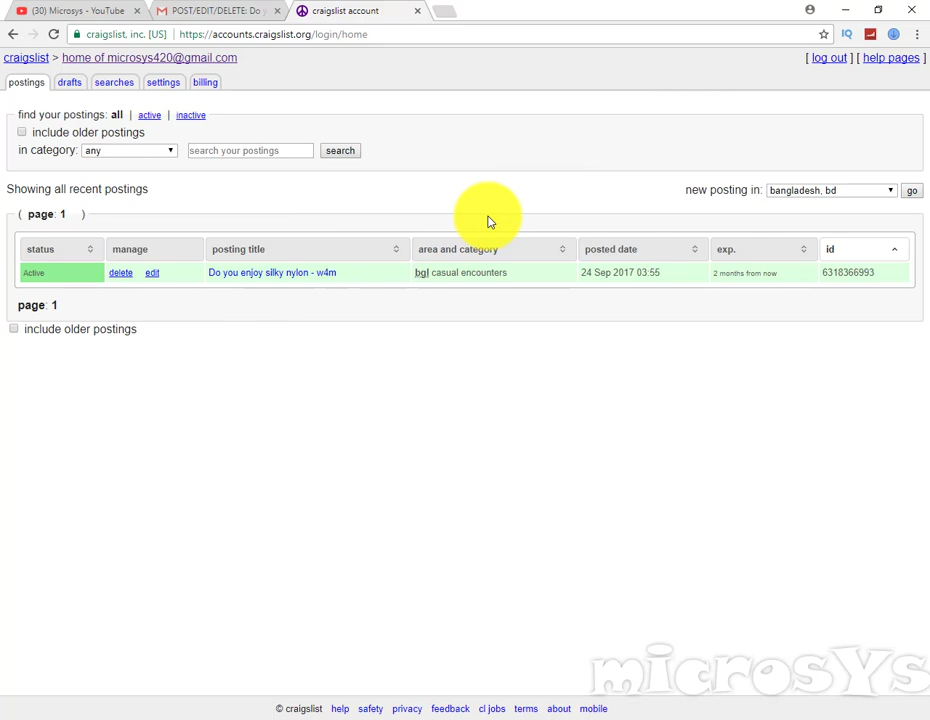 (30) Microsys - YouTube
POST/EDIT/DELETE: Do y
craigslist account
craigslist, inc. [US] https://accounts.craigslist.org/login/home
craigslist > home of microsys420@gmail.com [ log out ] [ help pages ]
postings drafts searches settings billing
find your postings: all | active | inactive
include older postings
in category: any search your postings search
Showing all recent postings new posting in: bangladesh, bd go
( page: 1 )
status manage posting title area and category posted date exp. id
Active delete edit Do you enjoy silky nylon - w4m bgl casual encounters 24 Sep 2017 03:55 2 months from now 6318366993
page: 1
include older postings
microsYs
© craigslist help safety privacy feedback cl jobs terms about mobile